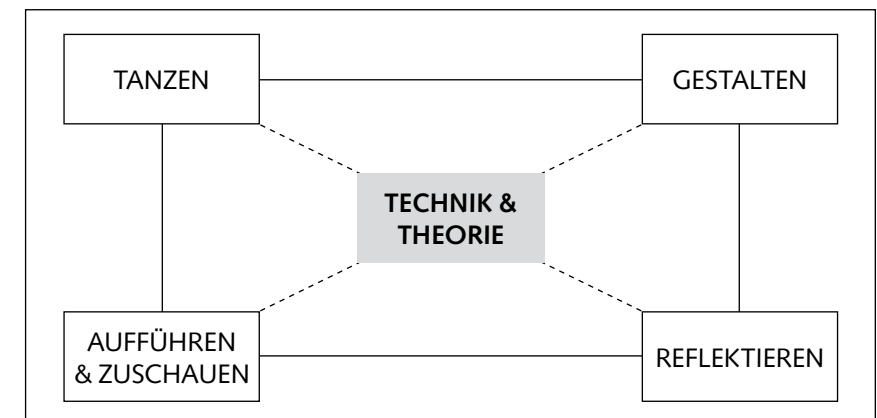 TANZEN
GESTALTEN
TECHNIK &
THEORIE
AUFFÜHREN
& ZUSCHAUEN
REFLEKTIEREN